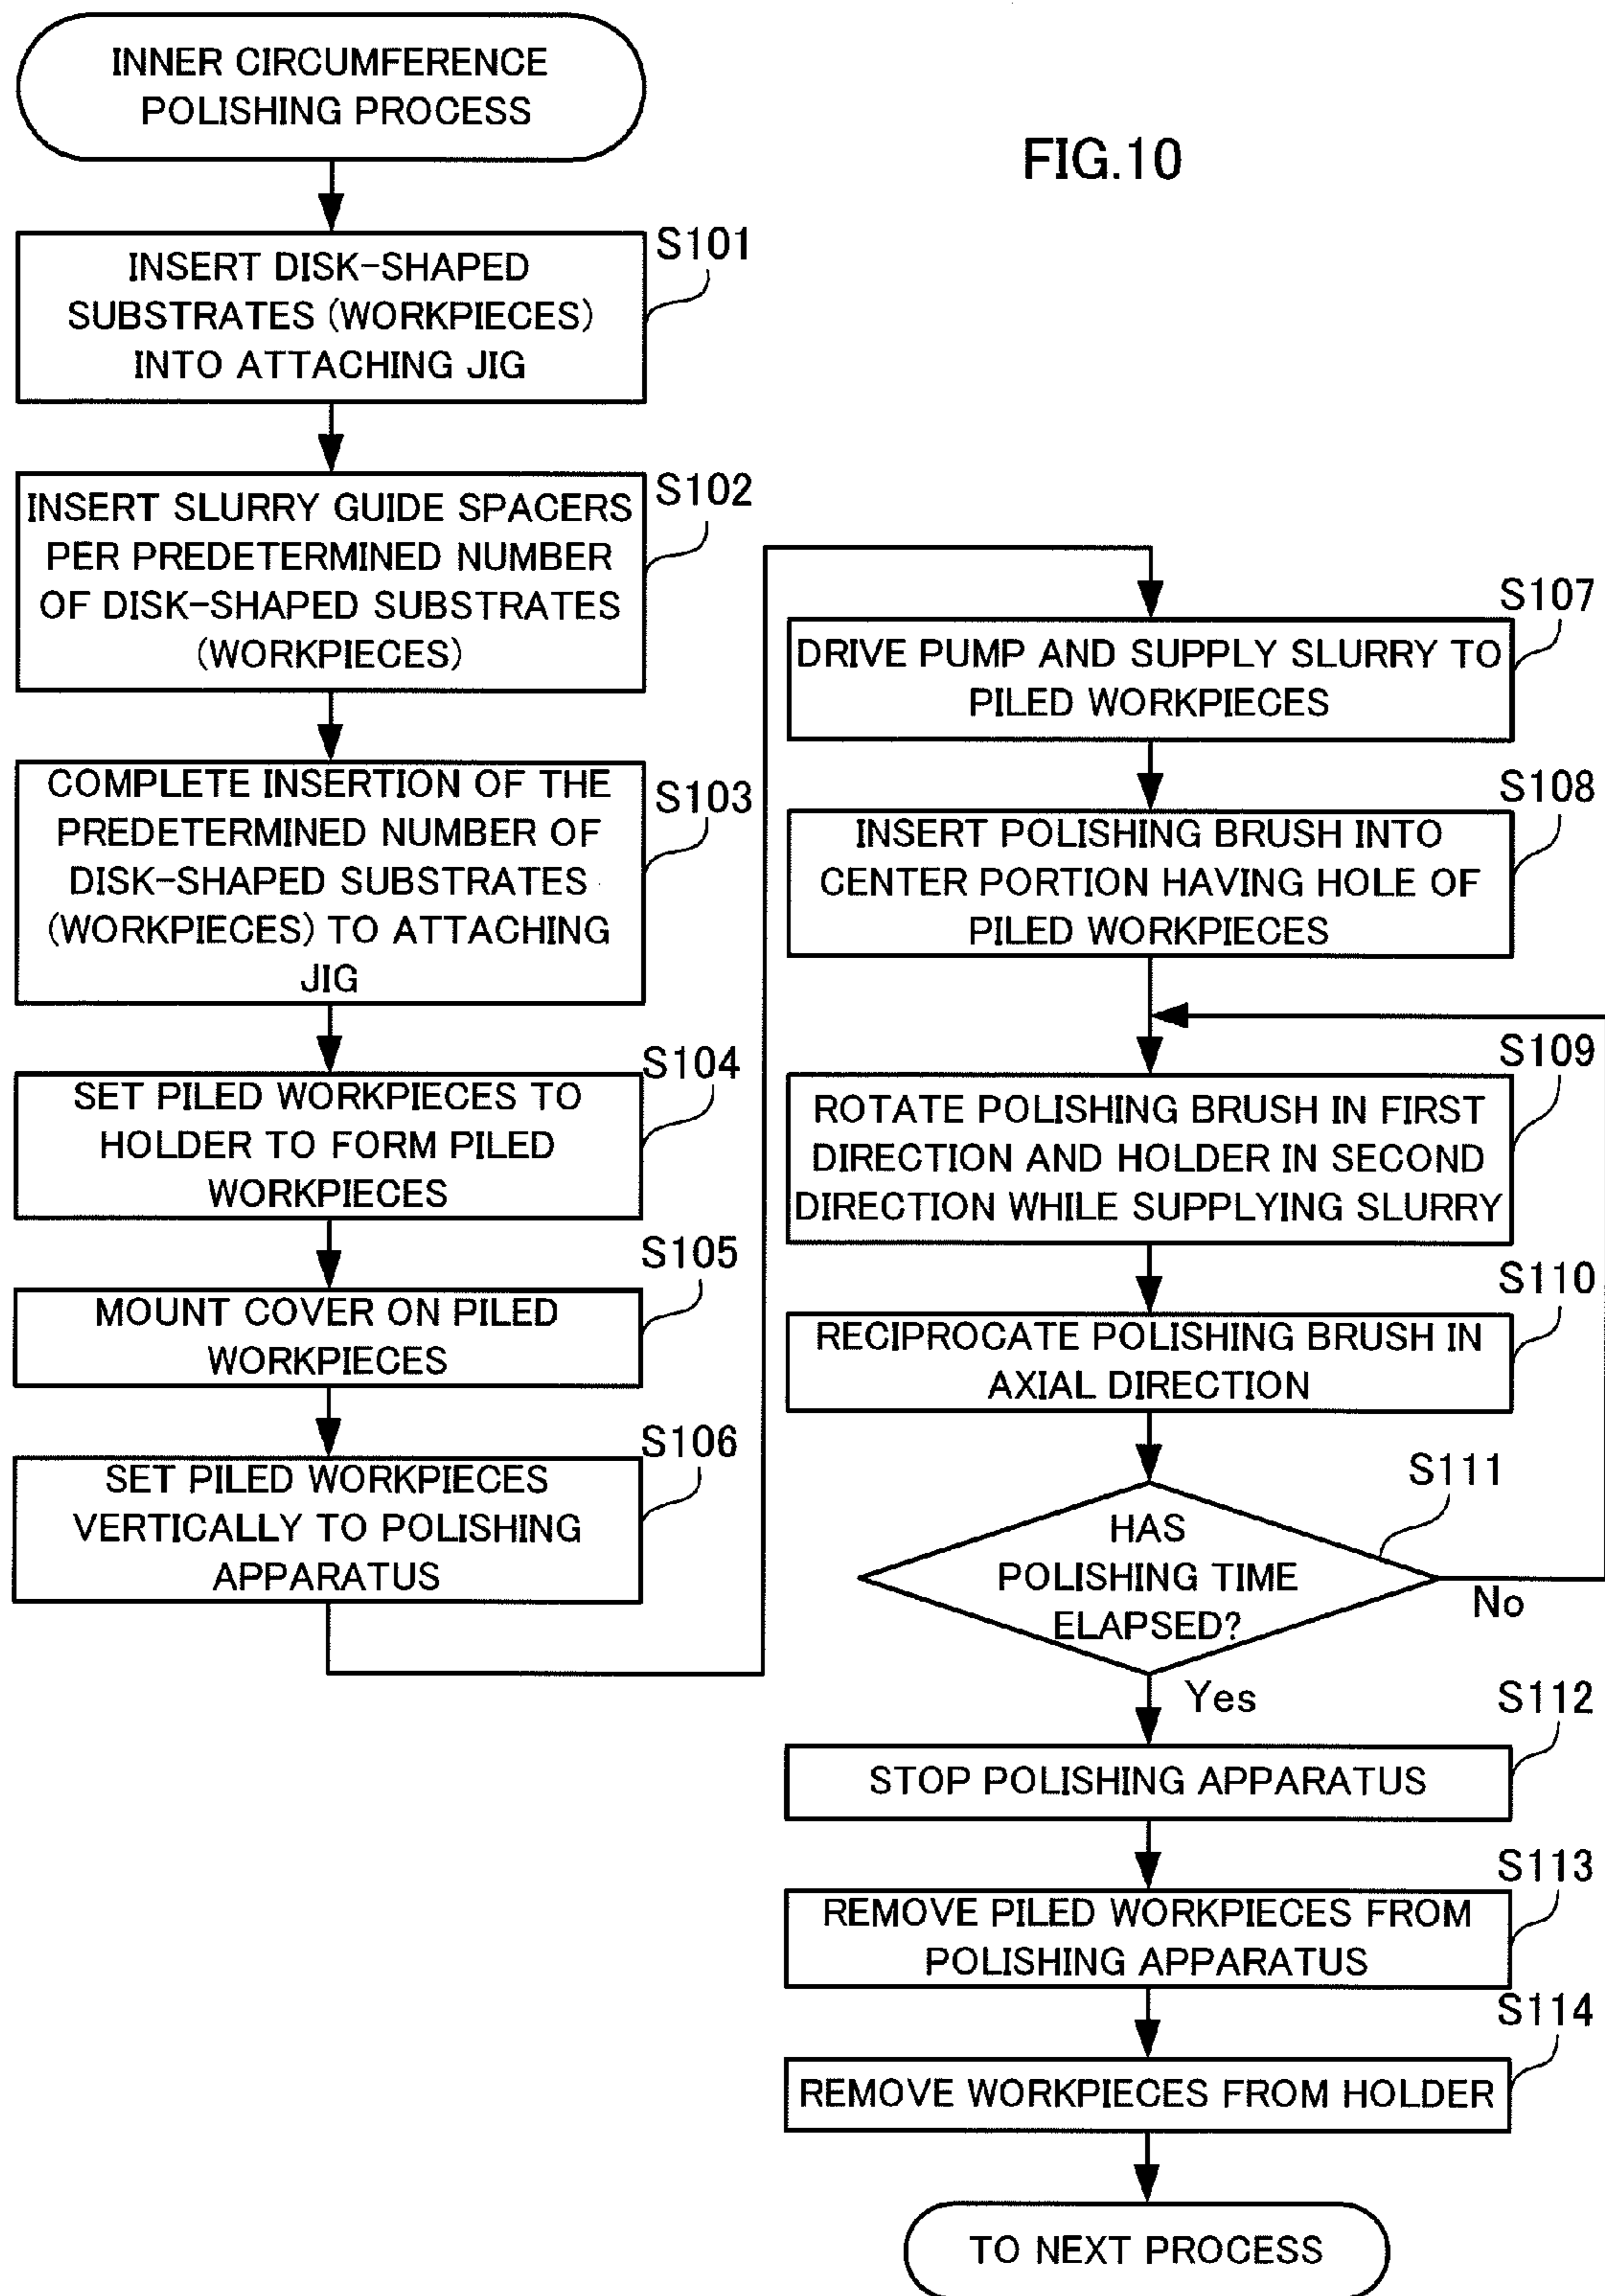 INNER CIRCUMFERENCE
POLISHING PROCESS
FIG.10
S101
INSERT DISK-SHAPED
SUBSTRATES (WORKPIECES)
INTO ATTACHING JIG
S102
INSERT SLURRY GUIDE SPACERS
PER PREDETERMINED NUMBER
OF DISK-SHAPED SUBSTRATES
(WORKPIECES)
S103
COMPLETE INSERTION OF THE
PREDETERMINED NUMBER OF
DISK-SHAPED SUBSTRATES
(WORKPIECES) TO ATTACHING
JIG
S104
SET PILED WORKPIECES TO
HOLDER TO FORM PILED
WORKPIECES
S105
MOUNT COVER ON PILED
WORKPIECES
S106
SET PILED WORKPIECES
VERTICALLY TO POLISHING
APPARATUS
S107
DRIVE PUMP AND SUPPLY SLURRY TO
PILED WORKPIECES
S108
INSERT POLISHING BRUSH INTO
CENTER PORTION HAVING HOLE OF
PILED WORKPIECES
S109
ROTATE POLISHING BRUSH IN FIRST
DIRECTION AND HOLDER IN SECOND
DIRECTION WHILE SUPPLYING SLURRY
S110
RECIPROCATE POLISHING BRUSH IN
AXIAL DIRECTION
S111
HAS
POLISHING TIME
ELAPSED?
No
Yes
S112
STOP POLISHING APPARATUS
S113
REMOVE PILED WORKPIECES FROM
POLISHING APPARATUS
S114
REMOVE WORKPIECES FROM HOLDER
TO NEXT PROCESS